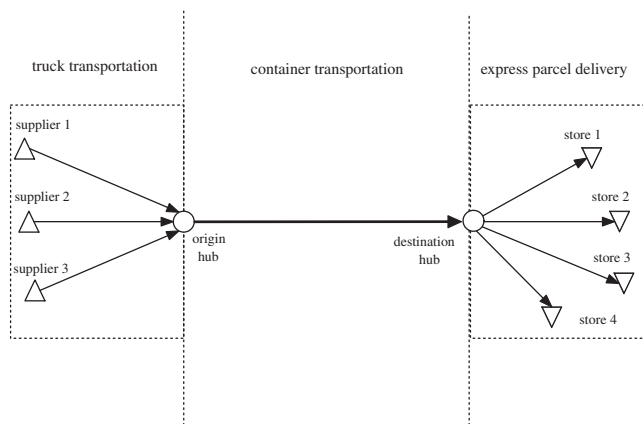 truck transportation
container transportation
express parcel delivery
supplier 1
supplier 2
supplier 3
origin
hub
destination
hub
store 1
store 2
store 3
store 4